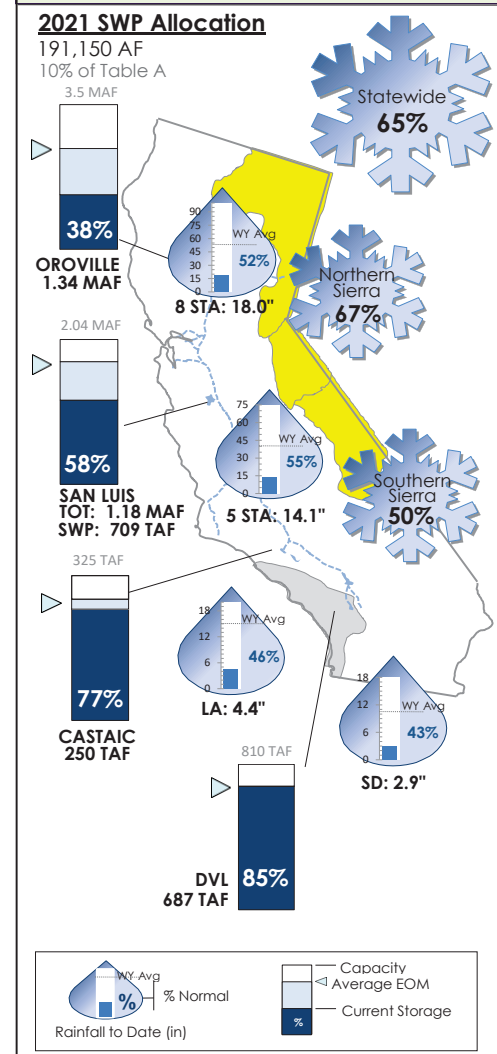 2021 SWP Allocation
191,150 AF
10% of Table A
3.5 MAF
38%
OROVILLE
1.34 MAF
Statewide
65%
90
75
60
45
30
15
0
WY Avg
52%
8 STA: 18.0"
Northern
Sierra
67%
2.04 MAF
58%
SAN LUIS
TOT: 1.18 MAF
SWP: 709 TAF
75
60
45
30
15
0
WY Avg
55%
5 STA: 14.1"
Southern
Sierra
50%
325 TAF
77%
CASTAIC
250 TAF
18
12
6
0
WY Avg
46%
LA: 4.4"
18
12
6
0
WY Avg
43%
SD: 2.9"
810 TAF
85%
DVL
687 TAF
WY Avg
%
% Normal
Rainfall to Date (in)
Capacity
Average EOM
Current Storage
%